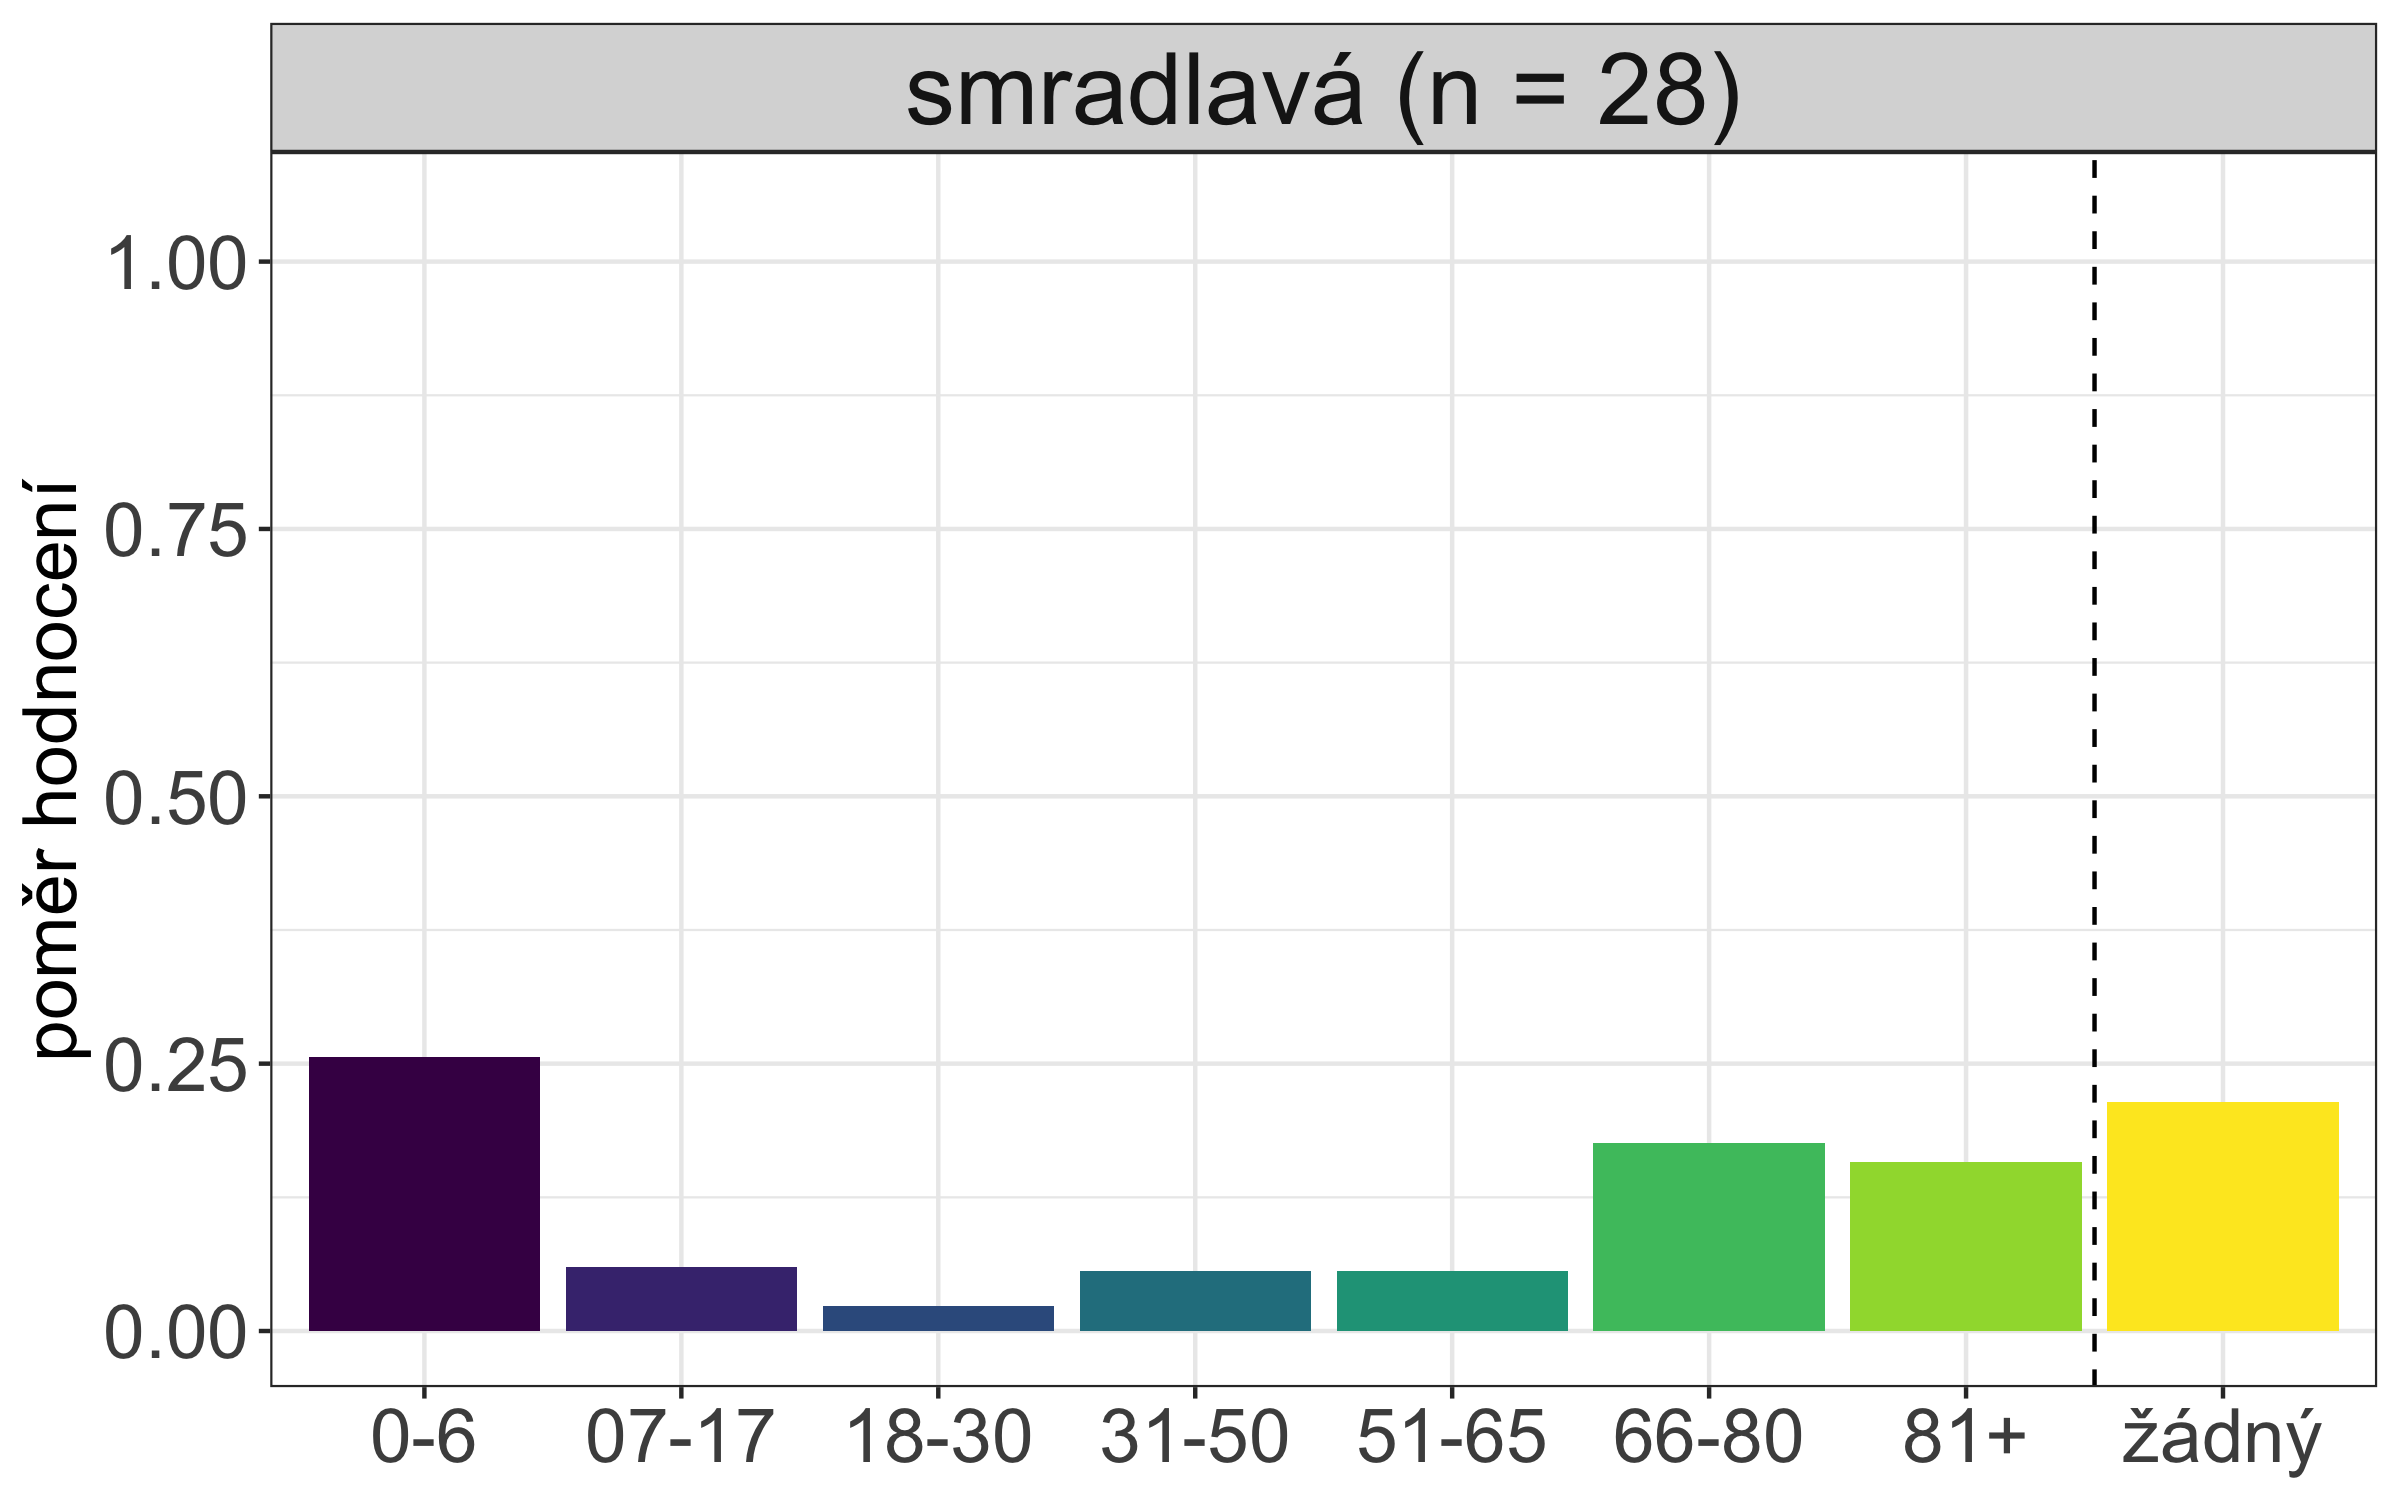 smradlavá (n = 28)
poměr hodnocení
1.00
0.75
0.50
0.25
0.00
0-6 07-17 18-30 31-50 51-65 66-80 81+ žádný